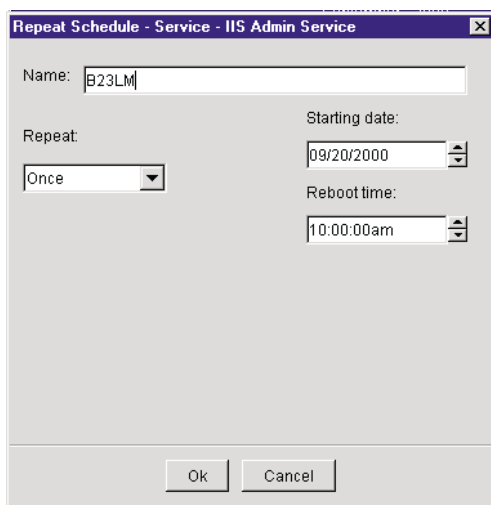 Repeat Schedule - Service - IIS Admin Service
Name: B23LM
Starting date:
Repeat:
09/20/2000
Once
Reboot time:
10:00:00am
Ok
Cancel